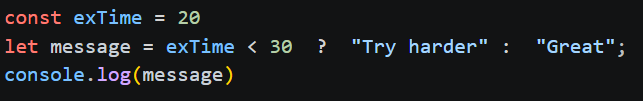 const exTime = 20
let message = exTime < 30  ?  "Try harder" :  "Great";
console.log(message)